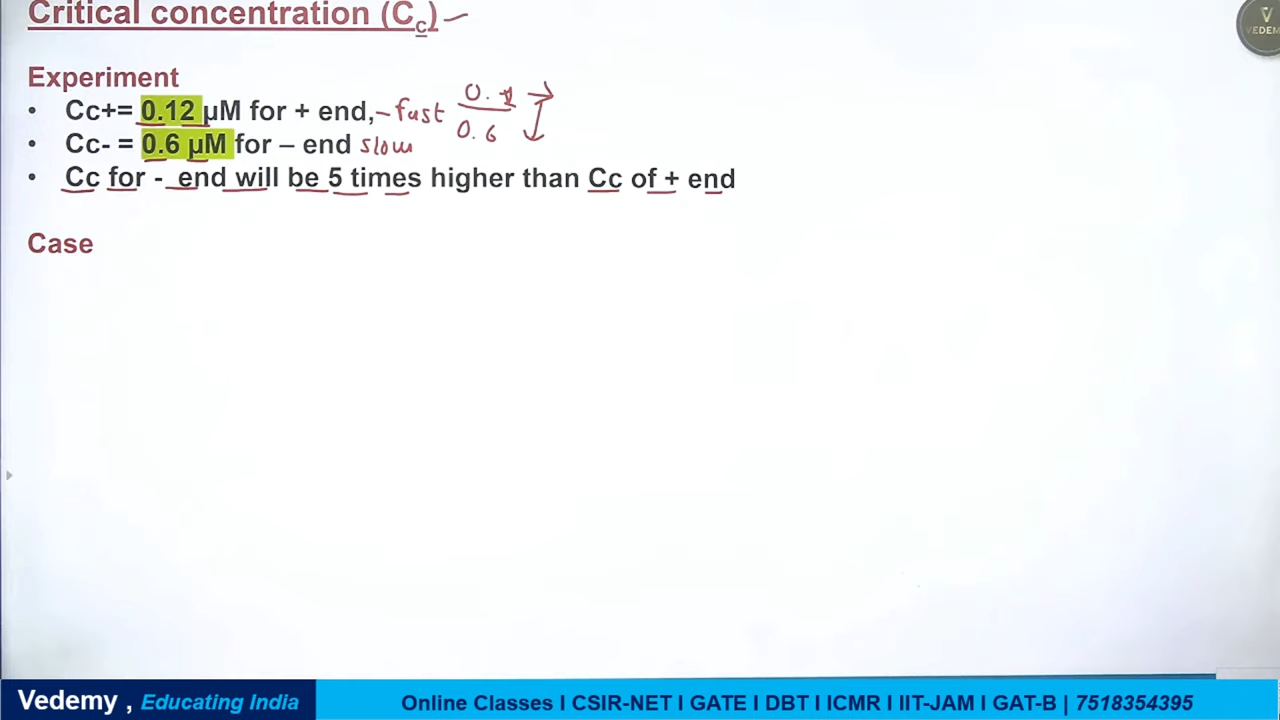 Critical concentration (Cc) –
V
VEDEM
Experiment
• Cc+= 0.12 µM for + end, – fast
0.
0.6
• Cc- = 0.6 µM for – end slow
• Cc for - end will be 5 times higher than Cc of + end
Case
Vedemy , Educating India
Online Classes I CSIR-NET I GATE I DBT I ICMR I IIT-JAM I GAT-B | 7518354395